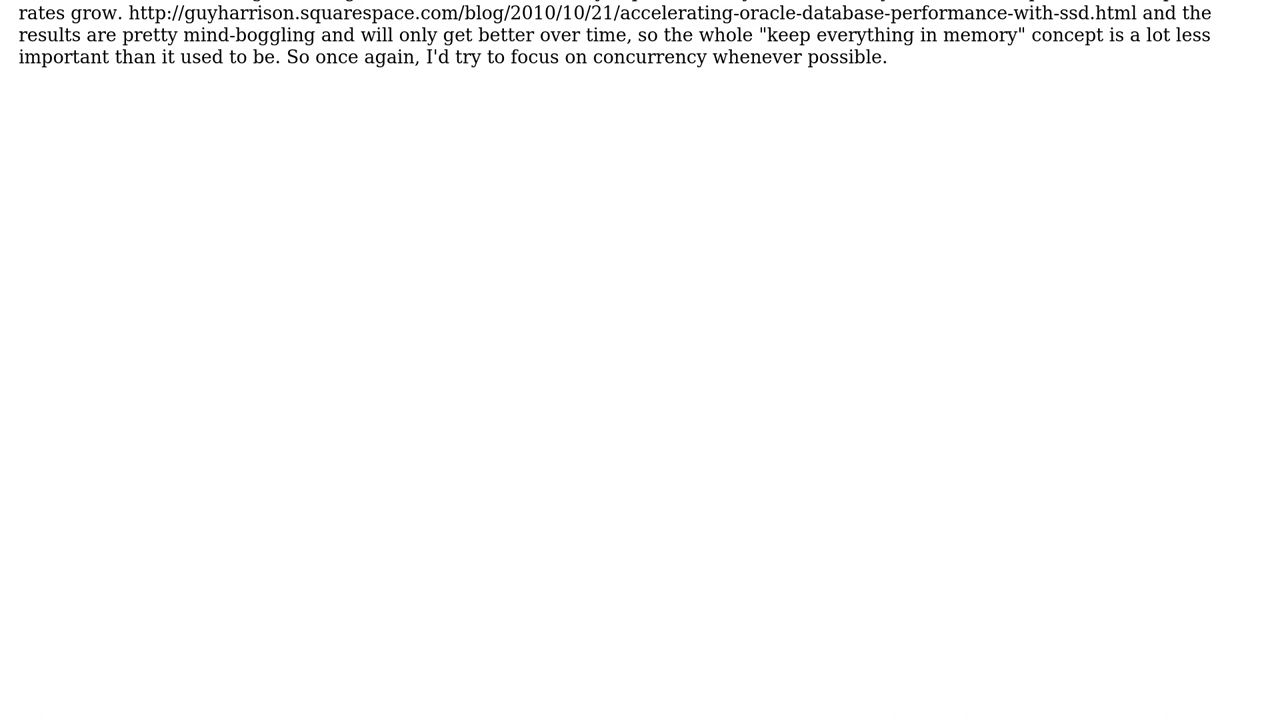 rates grow. http://guyharrison.squarespace.com/blog/2010/10/21/accelerating-oracle-database-performance-with-ssd.html and the
results are pretty mind-boggling and will only get better over time, so the whole "keep everything in memory" concept is a lot less
important than it used to be. So once again, I'd try to focus on concurrency whenever possible.